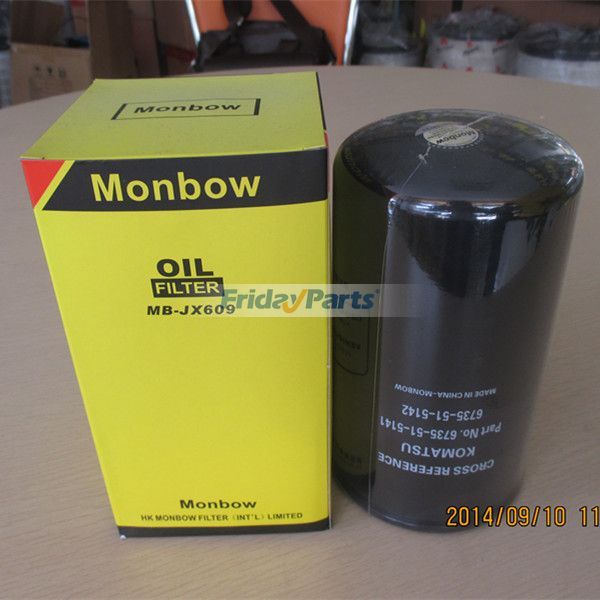 Monbow
Monbow
OIL
FILTER
MB-JX609
Monbow
HK MONBOW FILTER (INT'L) LIMITED
FridayParts®
Monbow
CROSS REFERENCE
KOMATSU
Part No. 6735-51-5141
6735-51-5142
MADE IN CHINA-MONBOW
2014/09/10 11